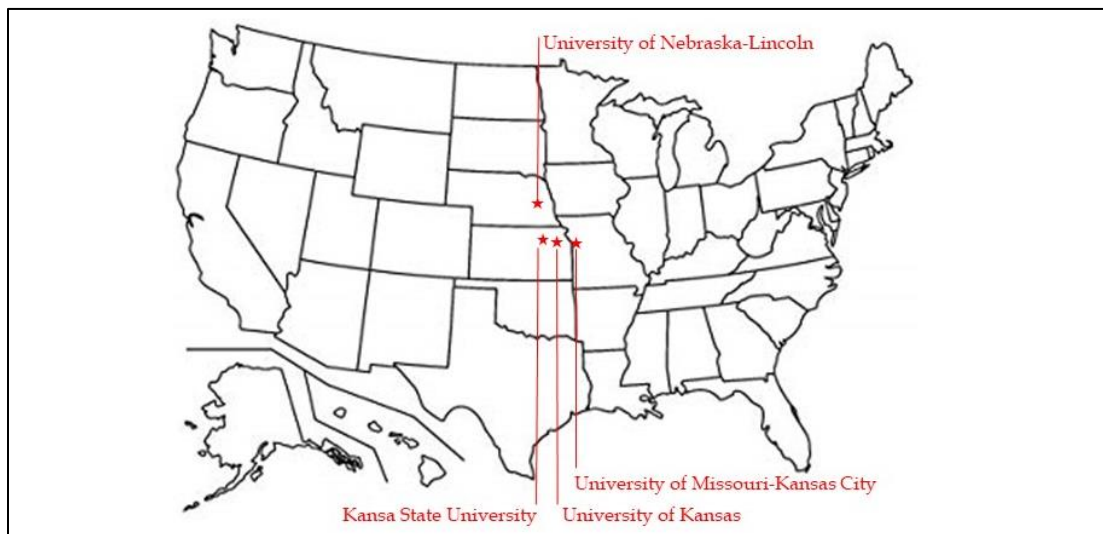 University of Nebraska-Lincoln
University of Missouri-Kansas City
Kansa State University
University of Kansas